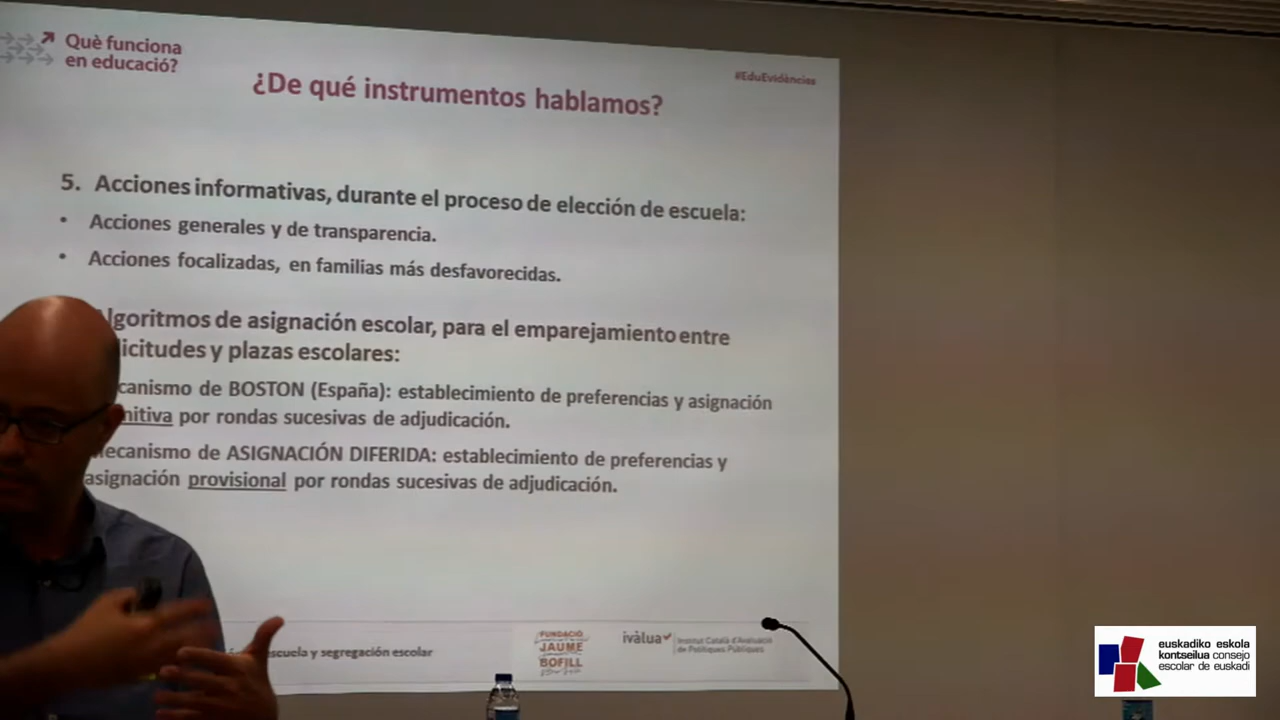 Què funciona
en educació?
#EduEvidències
¿De qué instrumentos hablamos?
5. Acciones informativas, durante el proceso de elección de escuela:
• Acciones generales y de transparencia.
• Acciones focalizadas, en familias más desfavorecidas.
lgoritmos de asignación escolar, para el emparejamiento entre
licitudes y plazas escolares:
canismo de BOSTON (España): establecimiento de preferencias y asignación
nitiva por rondas sucesivas de adjudicación.
ecanismo de ASIGNACIÓN DIFERIDA: establecimiento de preferencias y
asignación provisional por rondas sucesivas de adjudicación.
escuela y segregación escolar
FUNDACIÓ
JAUME
BOFILL
ivàlua
Institut Català d'Avaluació
de Polítiques Públiques
euskadiko eskola
kontseilua consejo
escolar de euskadi